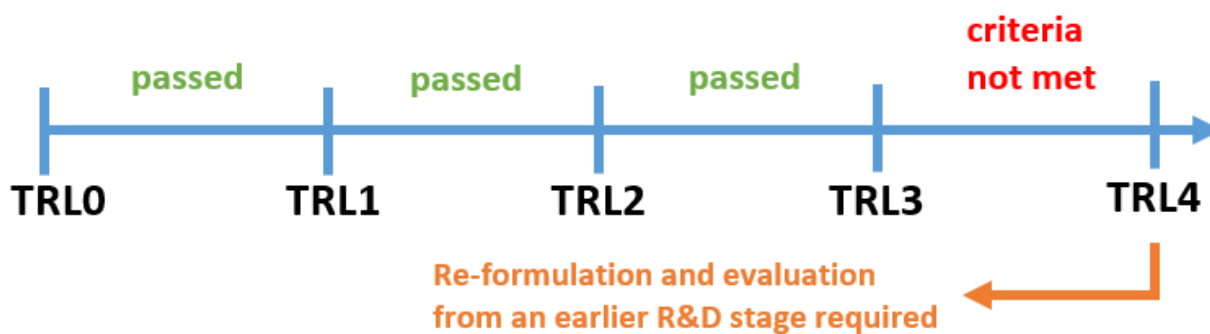 criteria
not met
passed
passed
passed
TRL0
TRL1
TRL2
TRL3
TRL4
Re-formulation and evaluation
from an earlier R&D stage required